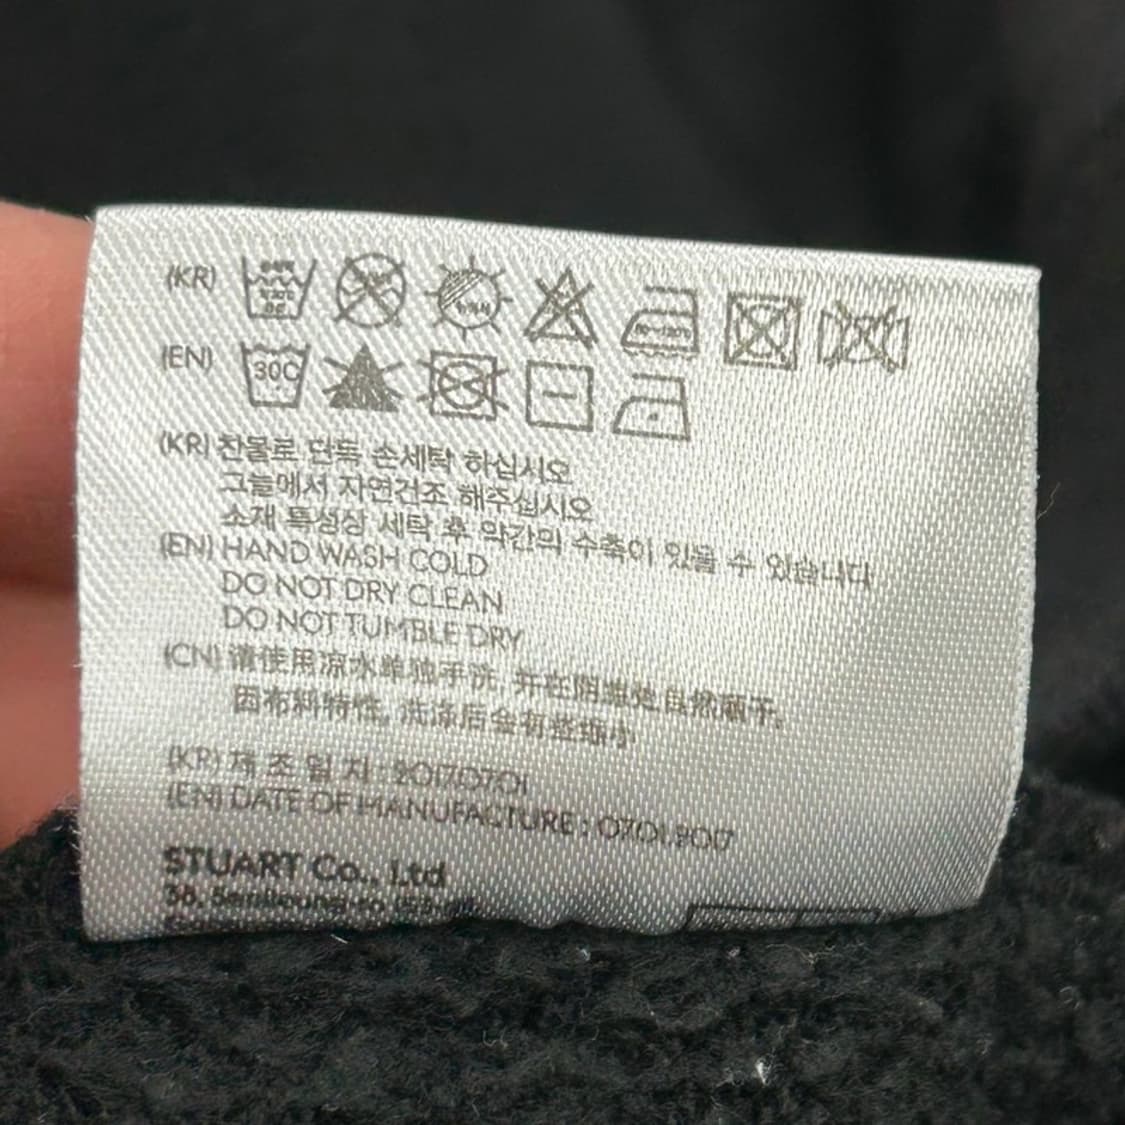 (KR)
(EN) 30C
(KR) 찬물로 단독 손세탁 하십시오
그늘에서 자연건조 해주십시오
소재 특성상 세탁 후 약간의 수축이 있을 수 있습니다
(EN) HAND WASH COLD
DO NOT DRY CLEAN
DO NOT TUMBLE DRY
(CN) 请使用凉水单独手洗, 并在阴凉处自然晾干,
因布料特性, 洗涤后会有些缩小
(KR) 제 조 일 자 : 2017.07.01
(EN) DATE OF MANUFACTURE : 07.01.2017
STUART Co., Ltd
36,